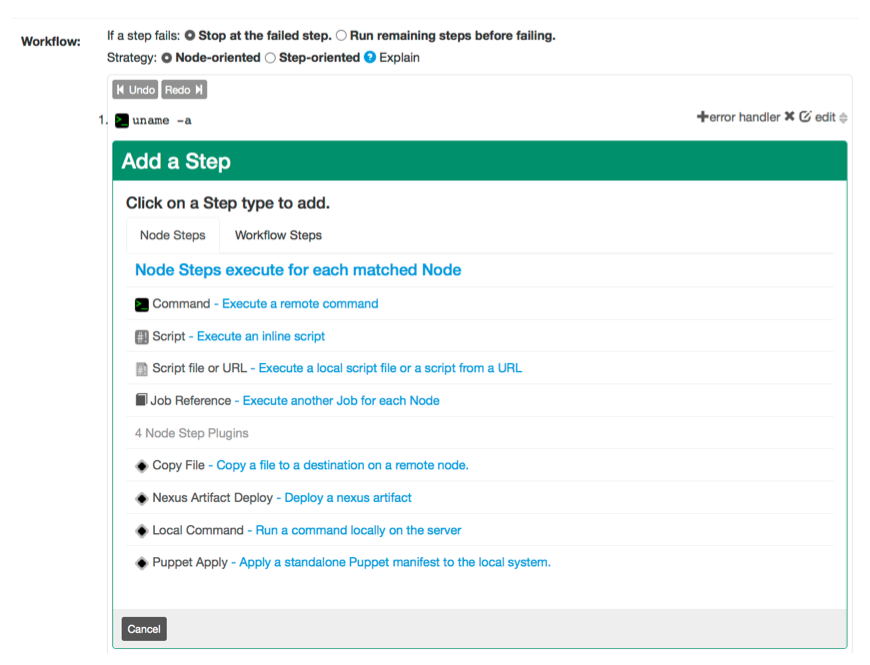 Workflow:
If a step fails: Stop at the failed step. Run remaining steps before failing.
Strategy: Node-oriented Step-oriented ? Explain
Undo Redo
1. >_ uname -a +error handler ✖ edit
Add a Step
Click on a Step type to add.
Node Steps Workflow Steps
Node Steps execute for each matched Node
>_ Command - Execute a remote command
#! Script - Execute an inline script
#! Script file or URL - Execute a local script file or a script from a URL
Job Reference - Execute another Job for each Node
4 Node Step Plugins
Copy File - Copy a file to a destination on a remote node.
Nexus Artifact Deploy - Deploy a nexus artifact
Local Command - Run a command locally on the server
Puppet Apply - Apply a standalone Puppet manifest to the local system.
Cancel